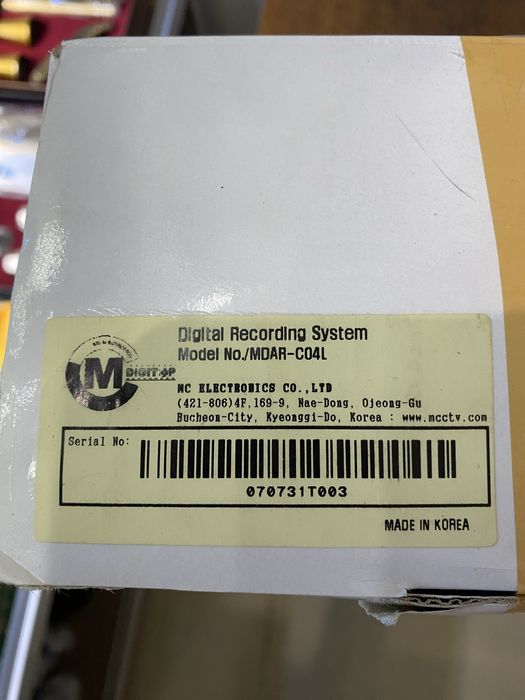 Digital Recording System
Model No./MDAR-C04L
M
MC ELECTRONICS CO.,LTD
(421-806)4F,169-9, Nae-Dong, Ojeong-Gu
Bucheon-City, Kyeonggi-Do, Korea : www.mcctv.com
Serial No:
070731T003
MADE IN KOREA